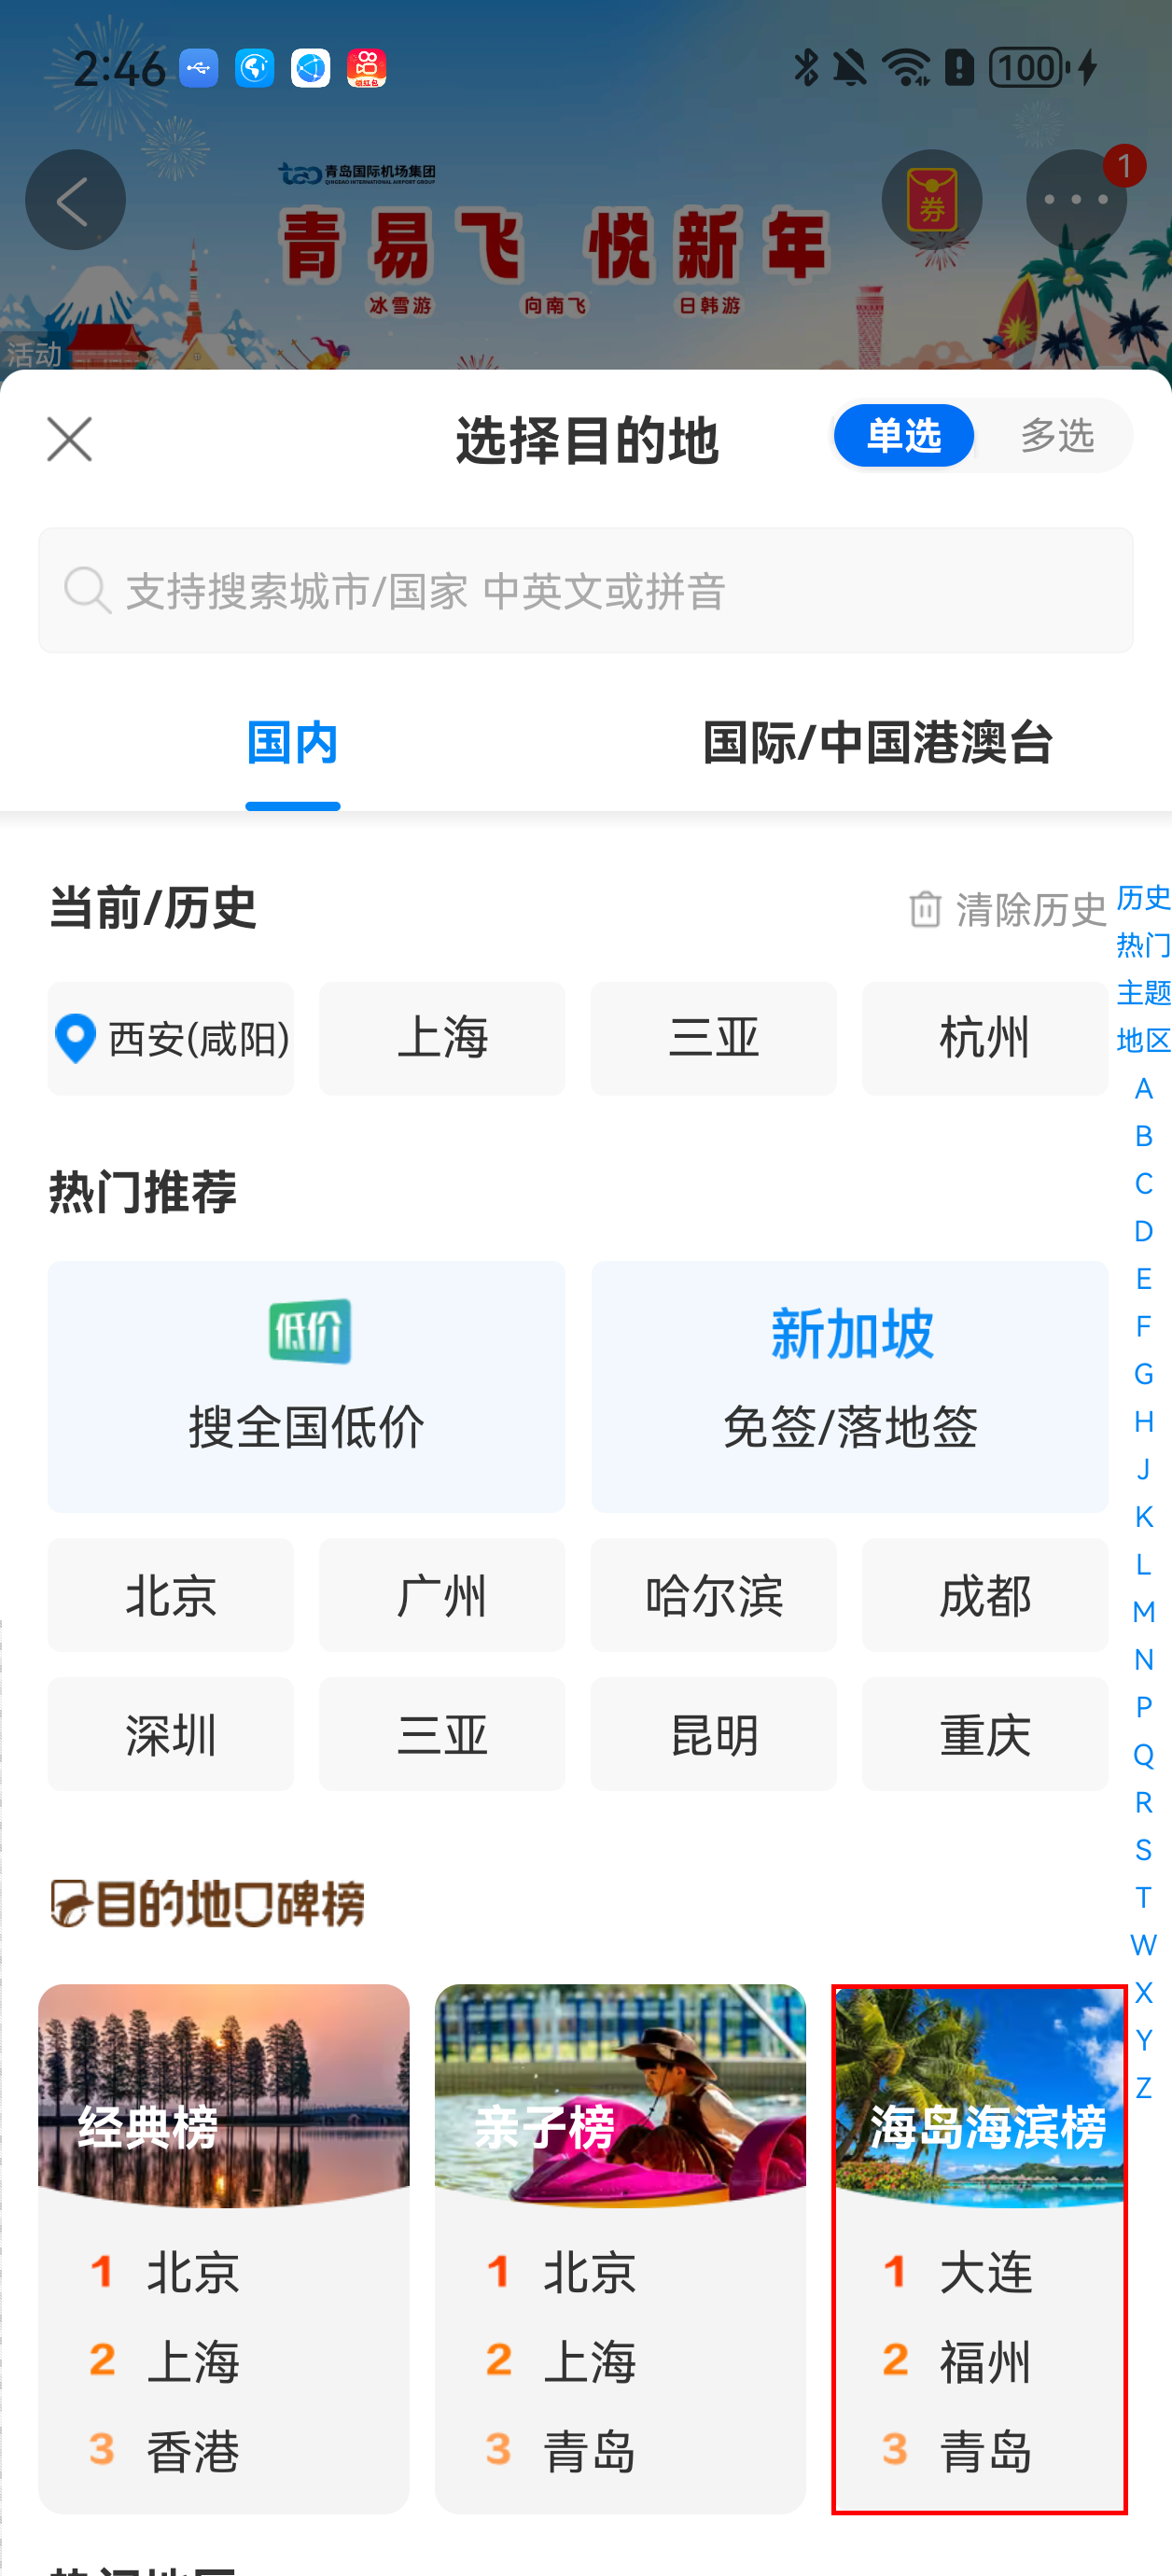 2:46
领红包
100
青岛国际机场集团
QINGDAO INTERNATIONAL AIRPORT GROUP
1
券
青易飞 悦新年
冰雪游 向南飞 日韩游
活动
选择目的地
单选
多选
支持搜索城市/国家 中英文或拼音
国内
国际/中国港澳台
当前/历史
清除历史
历史
热门
主题
地区
A
B
C
D
E
F
G
H
J
K
L
M
N
P
Q
R
S
T
W
X
Y
Z
西安(咸阳)
上海
三亚
杭州
热门推荐
低价
搜全国低价
新加坡
免签/落地签
北京
广州
哈尔滨
成都
深圳
三亚
昆明
重庆
目的地口碑榜
经典榜
1 北京
2 上海
3 香港
亲子榜
1 北京
2 上海
3 青岛
海岛海滨榜
1 大连
2 福州
3 青岛